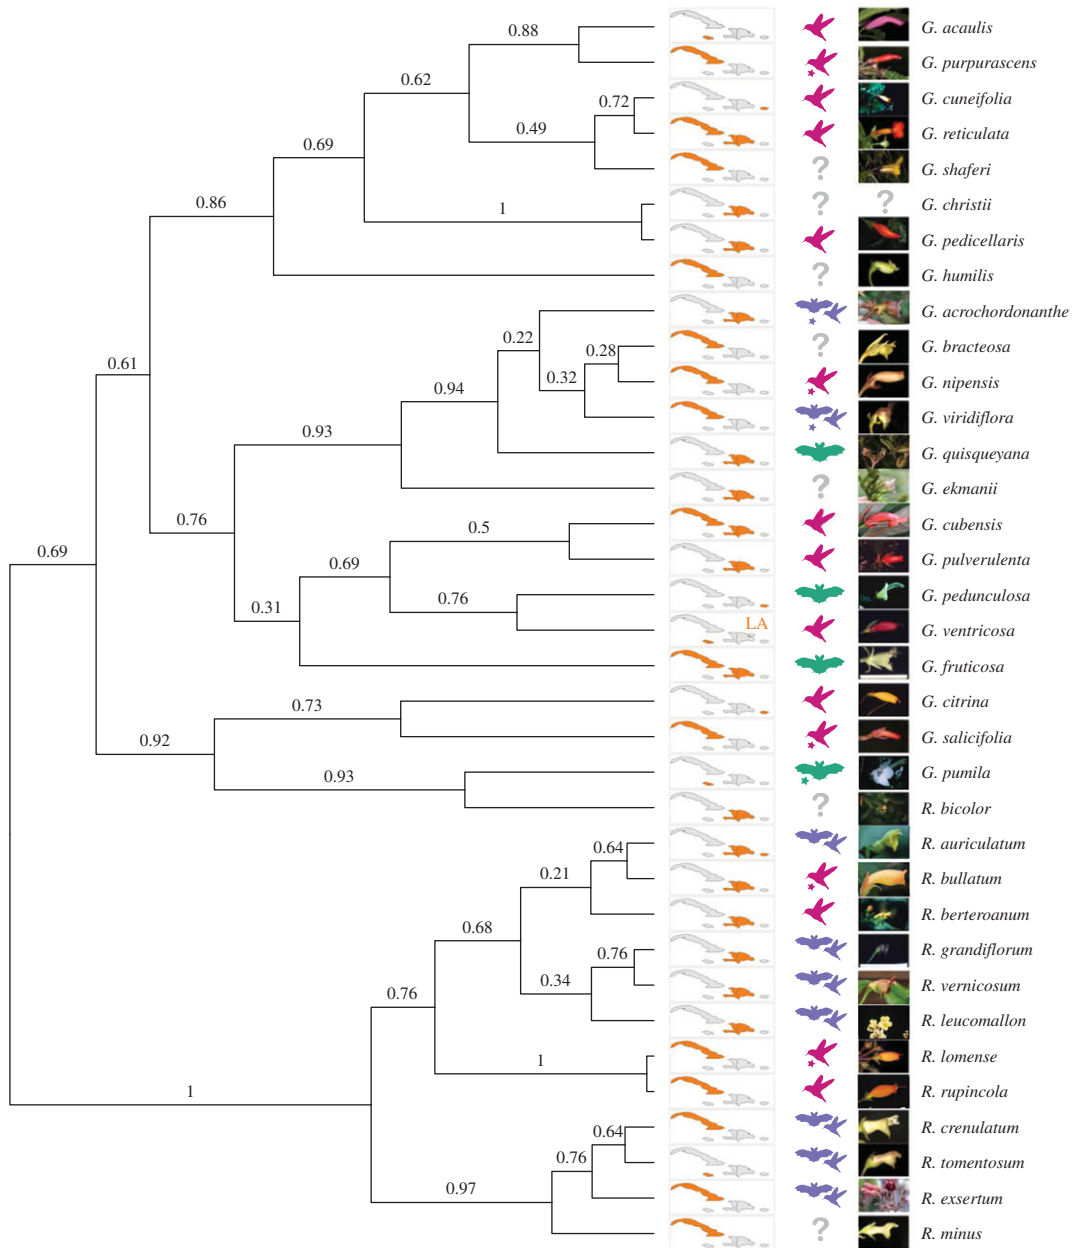 0.88
G. acaulis
G. purpurascens
0.62
0.72
G. cuneifolia
0.49
G. reticulata
0.69
? G. shaferi
0.86
1
? ? G. christii
G. pedicellaris
? G. humilis
G. acrochordonanthe
0.22
0.28
? G. bracteosa
0.61
0.32
G. nipensis
0.94
G. viridiflora
0.93
G. quisqueyana
? G. ekmanii
0.76
0.5
G. cubensis
0.69
0.69
G. pulverulenta
0.76
G. pedunculosa
0.31
LA
G. ventricosa
G. fruticosa
0.73
G. citrina
0.92
G. salicifolia
0.93
G. pumila
? R. bicolor
0.64
R. auriculatum
0.21
R. bullatum
0.68
R. berteroanum
0.76
R. grandiflorum
0.34
R. vernicosum
0.76
R. leucomallon
1
R. lomense
1
R. rupincola
0.64
R. crenulatum
0.76
R. tomentosum
0.97
R. exsertum
? R. minus